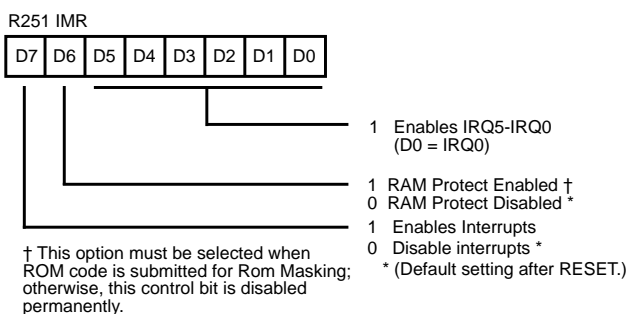 R251 IMR
D7 D6 D5 D4 D3 D2 D1 D0
1 Enables IRQ5-IRQ0
(D0 = IRQ0)
1 RAM Protect Enabled †
0 RAM Protect Disabled *
1 Enables Interrupts
0 Disable interrupts *
* (Default setting after RESET.)
† This option must be selected when
ROM code is submitted for Rom Masking;
otherwise, this control bit is disabled
permanently.